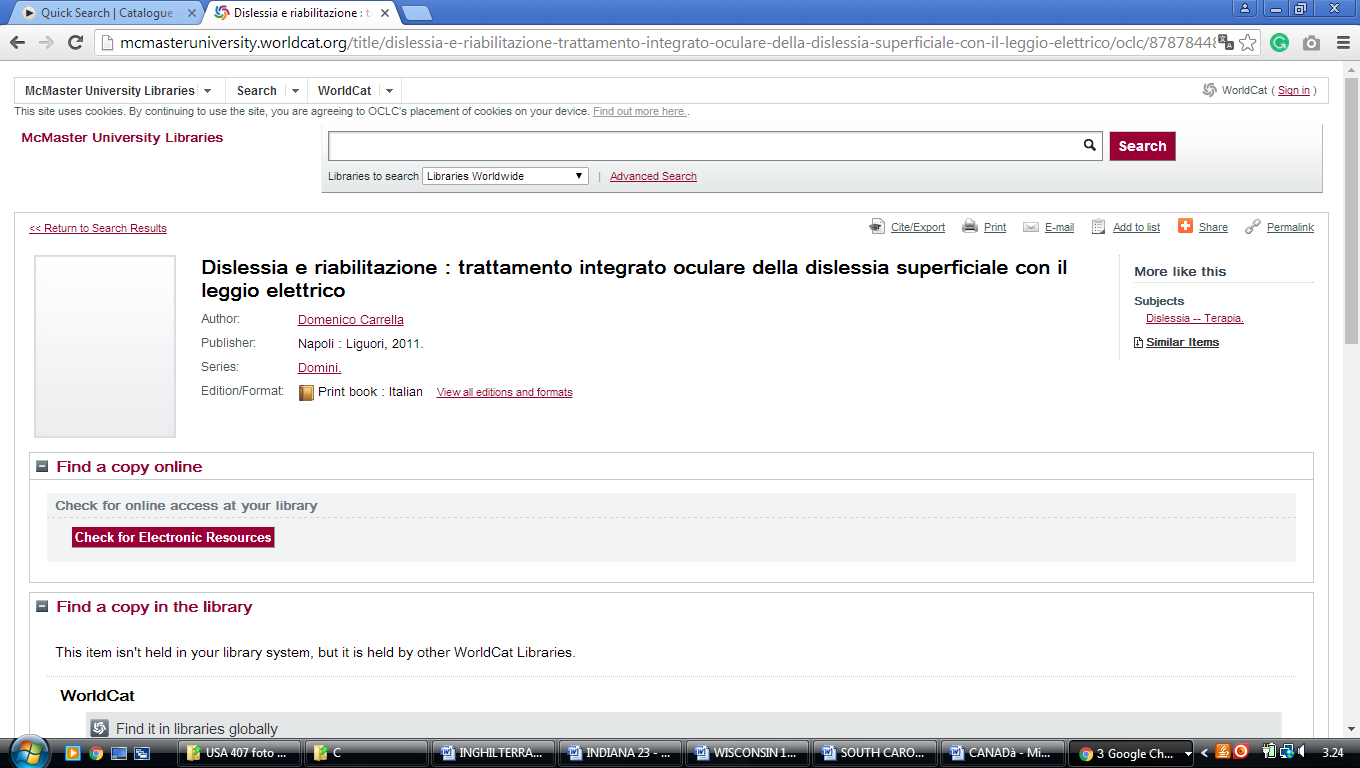 Quick Search | Catalogue
Dislessia e riabilitazione : t
mcmasteruniversity.worldcat.org/title/dislessia-e-riabilitazione-trattamento-integrato-oculare-della-dislessia-superficiale-con-il-leggio-elettrico/oclc/87878448
McMaster University Libraries Search WorldCat
WorldCat ( Sign in )
This site uses cookies. By continuing to use the site, you are agreeing to OCLC's placement of cookies on your device. Find out more here..
McMaster University Libraries
Search
Libraries to search Libraries Worldwide | Advanced Search
<< Return to Search Results
Cite/Export Print E-mail Add to list Share Permalink
Dislessia e riabilitazione : trattamento integrato oculare della dislessia superficiale con il
leggio elettrico
Author: Domenico Carrella
Publisher: Napoli : Liguori, 2011.
Series: Domini.
Edition/Format: Print book : Italian View all editions and formats
More like this
Subjects
Dislessia -- Terapia.
Similar Items
Find a copy online
Check for online access at your library
Check for Electronic Resources
Find a copy in the library
This item isn't held in your library system, but it is held by other WorldCat Libraries.
WorldCat
Find it in libraries globally
USA 407 foto ... C INGHILTERRA... INDIANA 23 - ... WISCONSIN 1... SOUTH CARO... CANADà - Mi... 3 Google Ch... 3.24